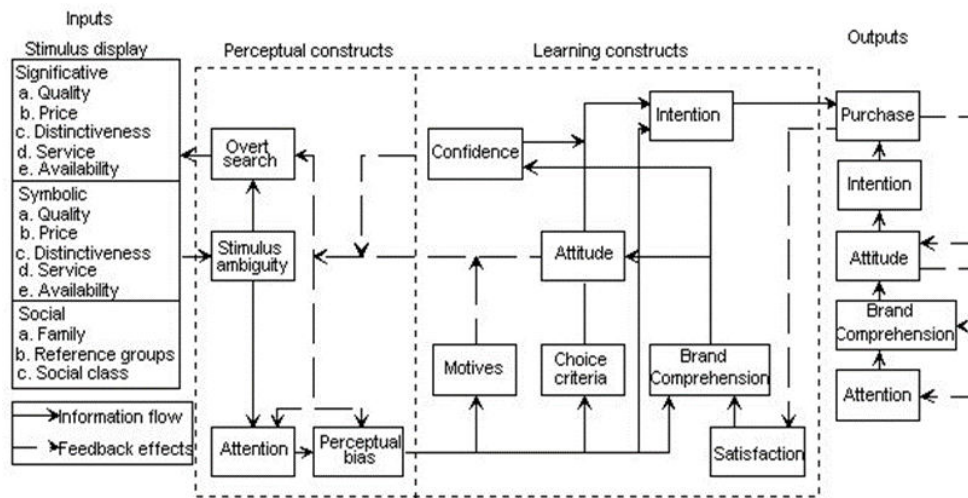 Inputs
Stimulus display
Significative
a. Quality
b. Price
c. Distinctiveness
d. Service
e. Availability
Symbolic
a. Quality
b. Price
c. Distinctiveness
d. Service
e. Availability
Social
a. Family
b. Reference groups
c. Social class
Information flow
Feedback effects
Perceptual constructs
Overt
search
Stimulus
ambiguity
Attention
Perceptual
bias
Learning constructs
Confidence
Intention
Attitude
Motives
Choice
criteria
Brand
Comprehension
Satisfaction
Outputs
Purchase
Intention
Attitude
Brand
Comprehension
Attention